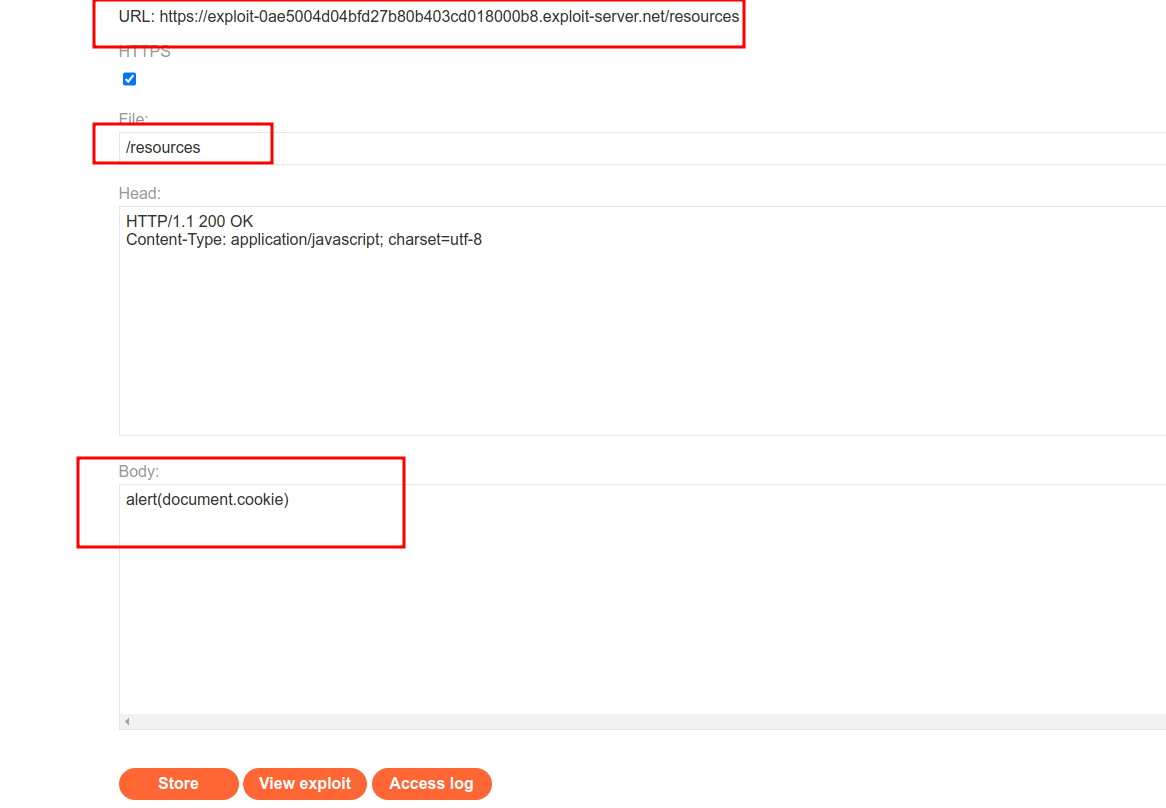 URL: https://exploit-0ae5004d04bfd27b80b403cd018000b8.exploit-server.net/resources
HTTPS
File:
/resources
Head:
HTTP/1.1 200 OK
Content-Type: application/javascript; charset=utf-8
Body:
alert(document.cookie)
Store View exploit Access log